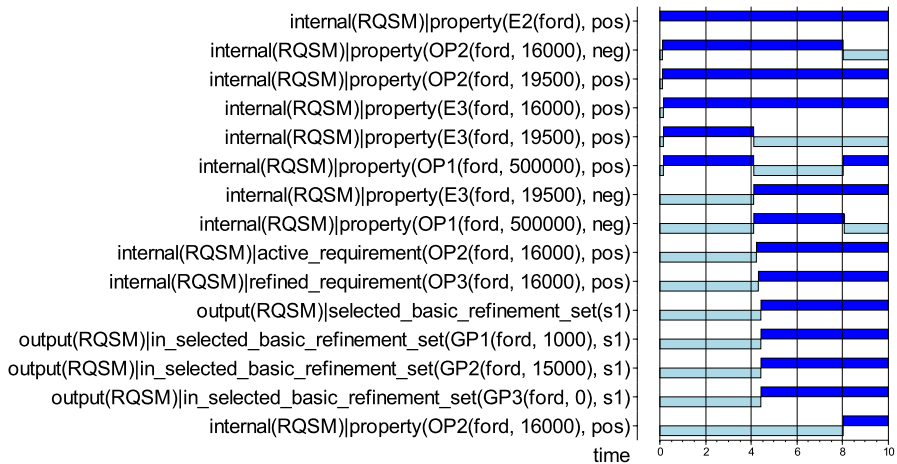 internal(RQSM)|property(E2(ford), pos)
internal(RQSM)|property(OP2(ford, 16000), neg)
internal(RQSM)|property(OP2(ford, 19500), pos)
internal(RQSM)|property(E3(ford, 16000), pos)
internal(RQSM)|property(E3(ford, 19500), pos)
internal(RQSM)|property(OP1(ford, 500000), pos)
internal(RQSM)|property(E3(ford, 19500), neg)
internal(RQSM)|property(OP1(ford, 500000), neg)
internal(RQSM)|active_requirement(OP2(ford, 16000), pos)
internal(RQSM)|refined_requirement(OP3(ford, 16000), pos)
output(RQSM)|selected_basic_refinement_set(s1)
output(RQSM)|in_selected_basic_refinement_set(GP1(ford, 1000), s1)
output(RQSM)|in_selected_basic_refinement_set(GP2(ford, 15000), s1)
output(RQSM)|in_selected_basic_refinement_set(GP3(ford, 0), s1)
internal(RQSM)|property(OP2(ford, 16000), pos)
time 0 2 4 6 8 10